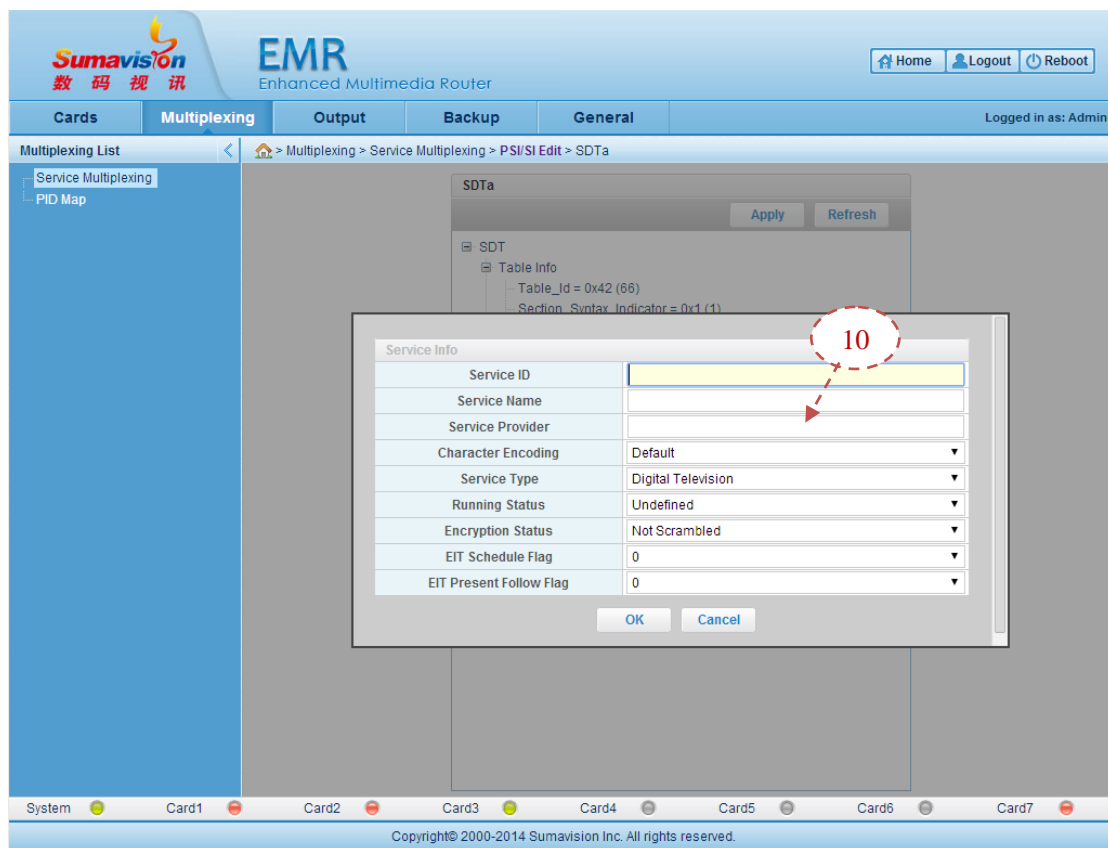 Sumavision
数码视讯
EMR
Enhanced Multimedia Router
Home Logout Reboot
Cards Multiplexing Output Backup General Logged in as: Admin
Multiplexing List > Multiplexing > Service Multiplexing > PSI/SI Edit > SDTa
Service Multiplexing
PID Map
SDTa
Apply Refresh
SDT
Table Info
Table_Id = 0x42 (66)
Section_Syntax_Indicator = 0x1 (1)
10
Service Info
Service ID
Service Name
Service Provider
Character Encoding Default
Service Type Digital Television
Running Status Undefined
Encryption Status Not Scrambled
EIT Schedule Flag 0
EIT Present Follow Flag 0
OK Cancel
System Card1 Card2 Card3 Card4 Card5 Card6 Card7
Copyright© 2000-2014 Sumavision Inc. All rights reserved.